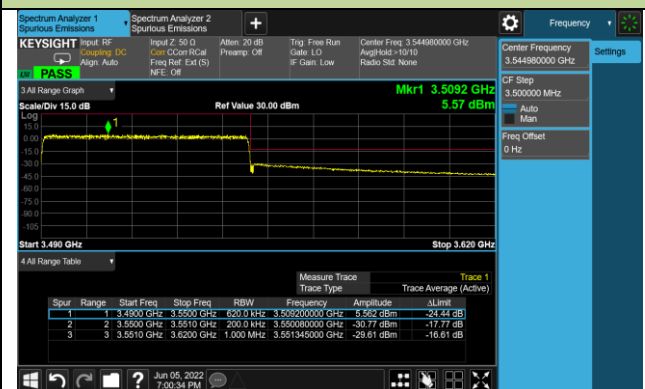 Spectrum Analyzer 1
Spurious Emissions
Spectrum Analyzer 2
Spurious Emissions
+
Frequency
KEYSIGHT
Input: RF
Coupling: DC
Align: Auto
Input Z: 50 Ω
Corr CCorr RCal
Freq Ref: Ext (S)
NFE: Off
Atten: 20 dB
Preamp: Off
Trig: Free Run
Gate: LO
IF Gain: Low
Center Freq: 3.544980000 GHz
Avg|Hold:>10/10
Radio Std: None
PASS
Center Frequency
3.544980000 GHz
Settings
CF Step
3.500000 MHz
Auto
Man
Freq Offset
0 Hz
3 All Range Graph
Mkr1 3.5092 GHz
Scale/Div 15.0 dB
Ref Value 30.00 dBm
5.57 dBm
Log
15.0
0.00
-15.0
-30.0
-45.0
-60.0
-75.0
-90.0
-105
1
Start 3.490 GHz
Stop 3.620 GHz
4 All Range Table
Measure Trace Trace 1
Trace Type Trace Average (Active)
Spur Range Start Freq Stop Freq RBW Frequency Amplitude ΔLimit
1 1 3.4900 GHz 3.5500 GHz 620.0 kHz 3.509200000 GHz 5.562 dBm -24.44 dB
2 2 3.5500 GHz 3.5510 GHz 200.0 kHz 3.550080000 GHz -30.77 dBm -17.77 dB
3 3 3.5510 GHz 3.6200 GHz 1.000 MHz 3.551345000 GHz -29.61 dBm -16.61 dB
?
Jun 05, 2022
7:00:34 PM